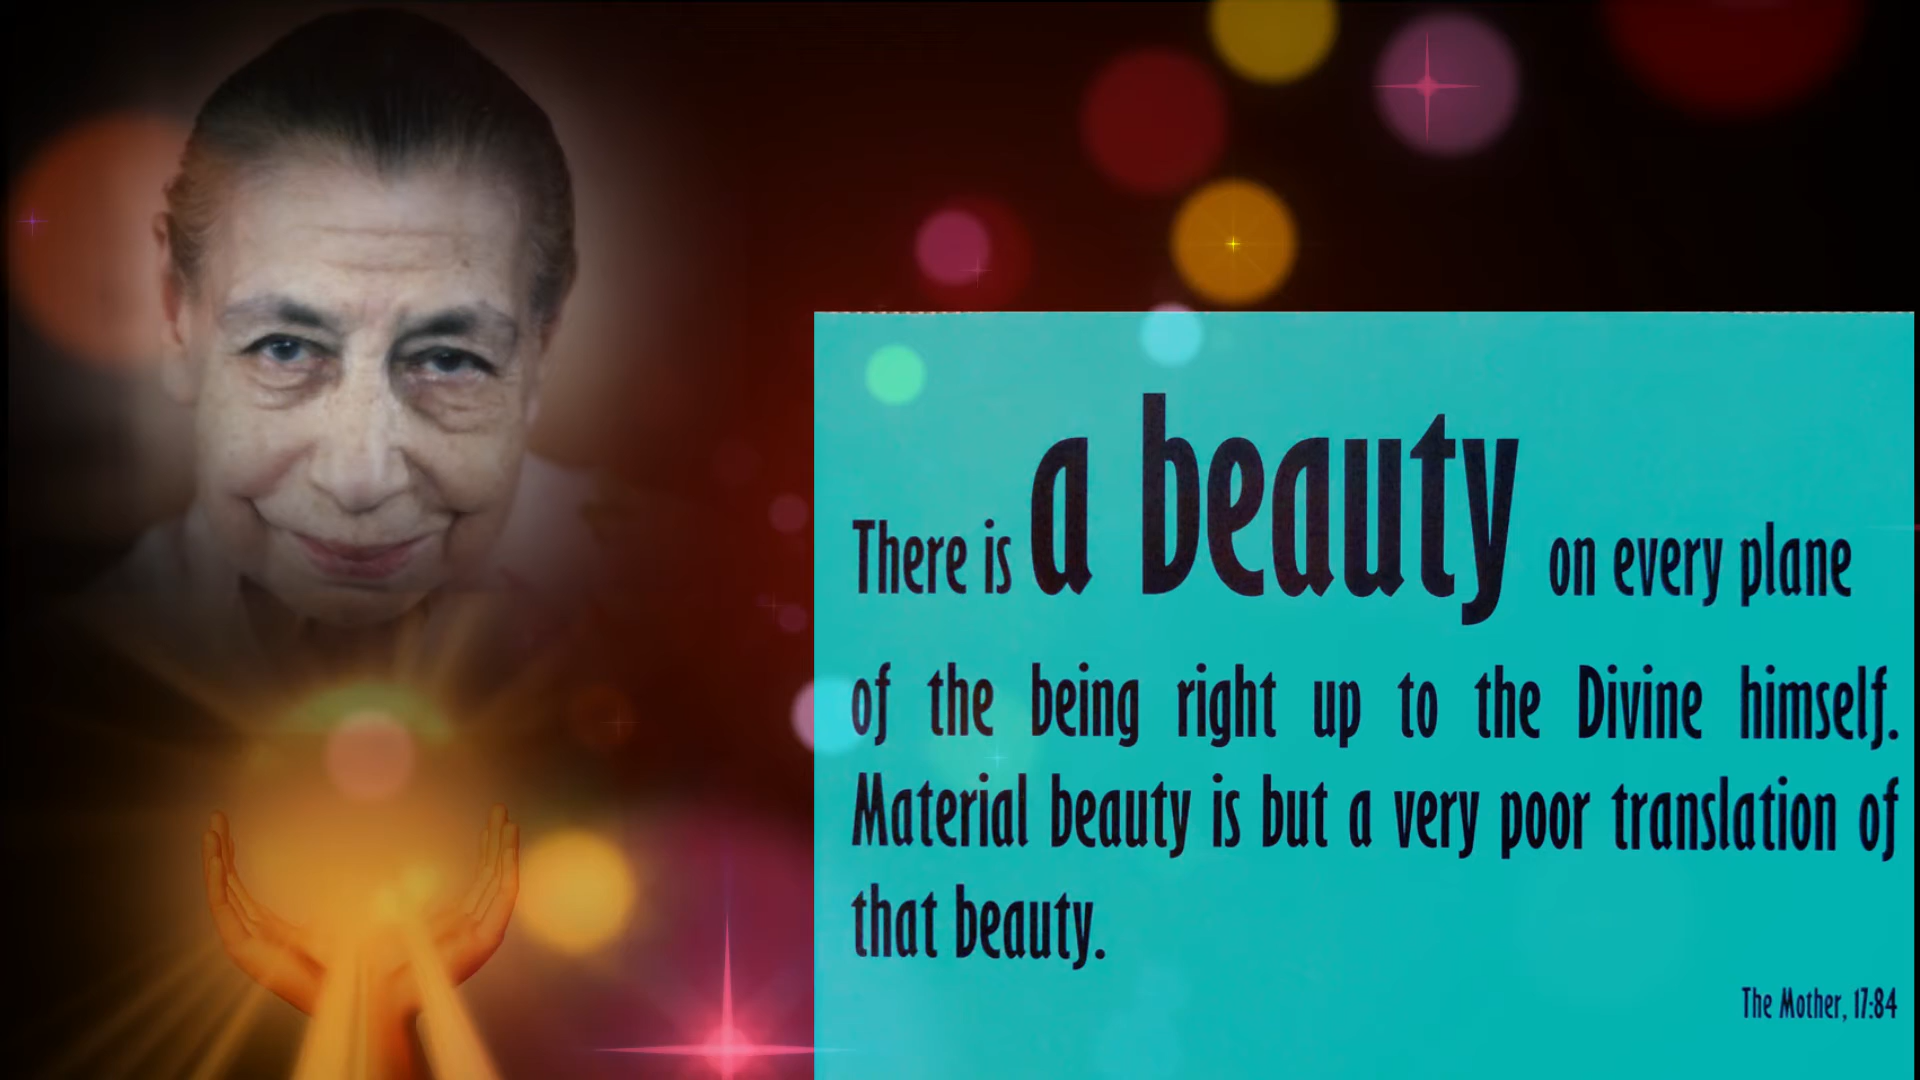 There is a beauty on every plane
of the being right up to the Divine himself.
Material beauty is but a very poor translation of
that beauty.
The Mother, 17:84